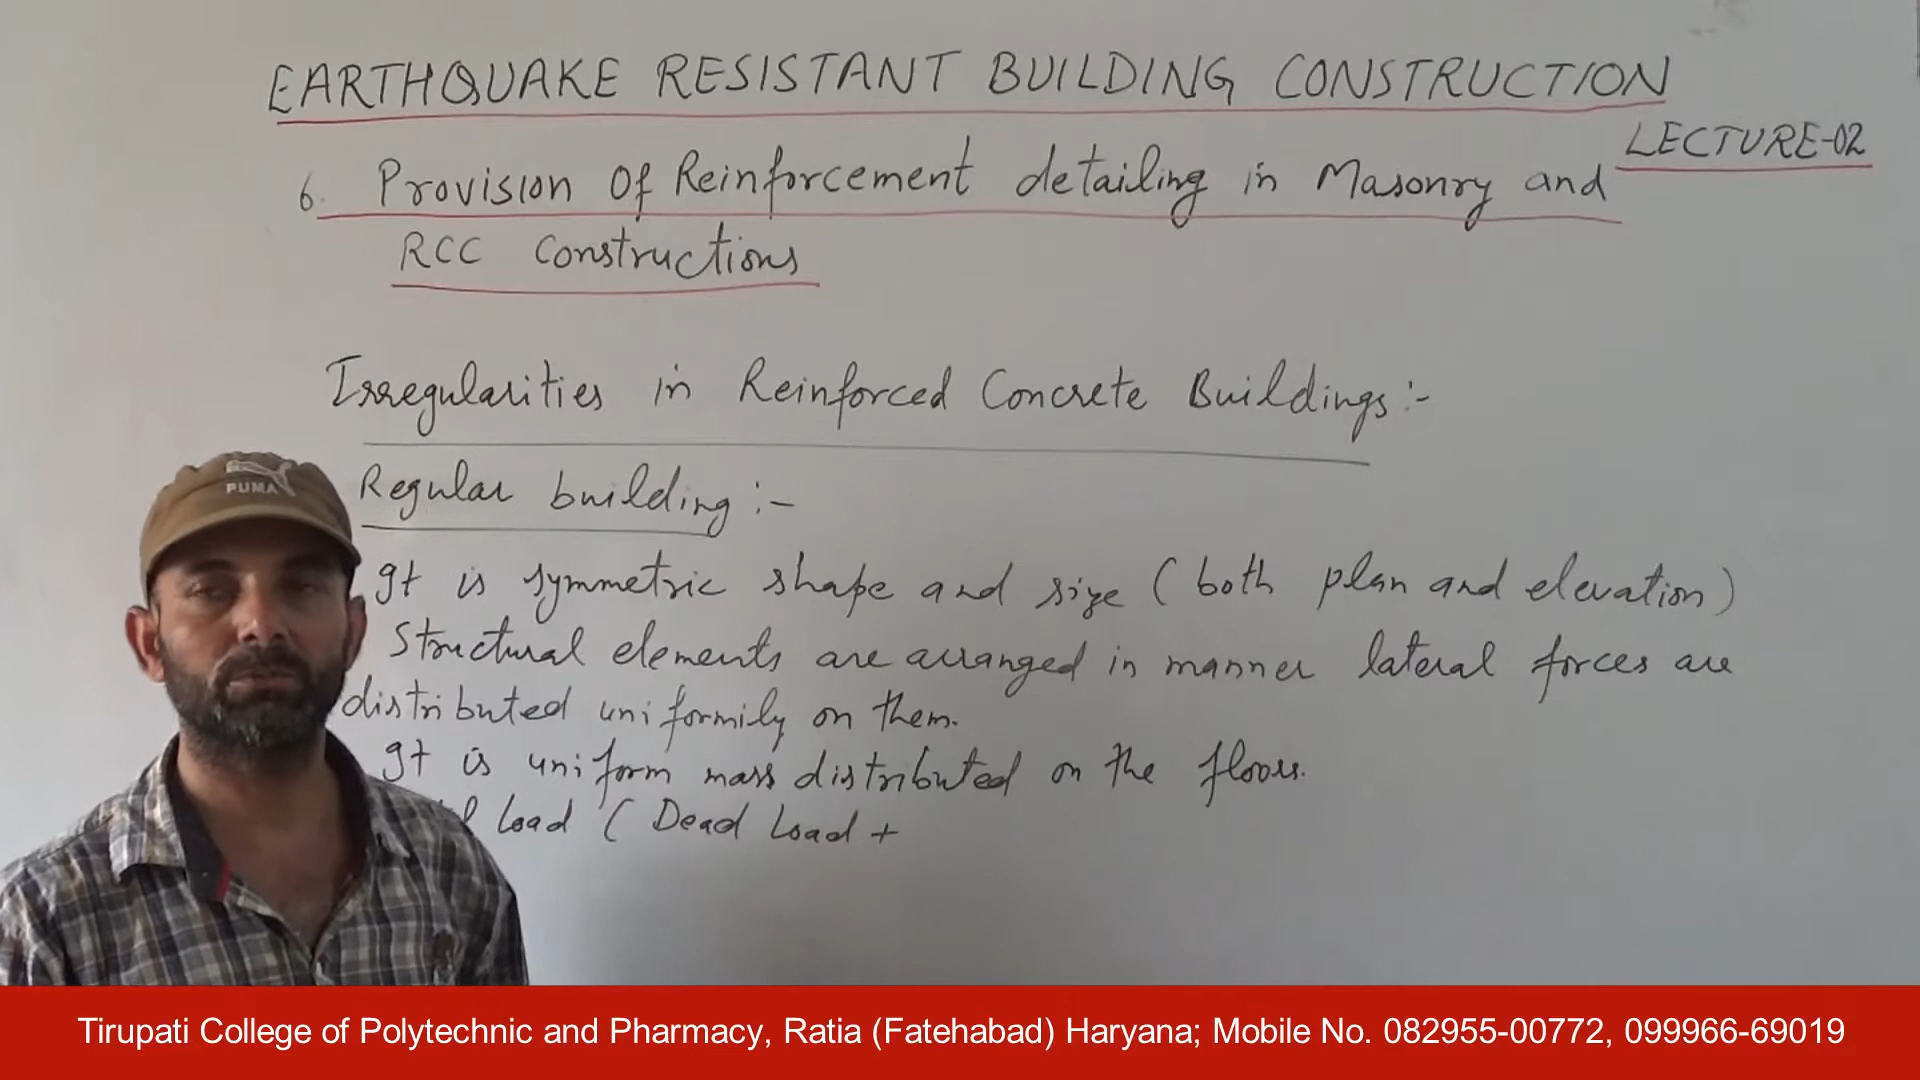 EARTHQUAKE RESISTANT BUILDING CONSTRUCTION
LECTURE-02
6. Provision Of Reinforcement detailing in Masonry and
RCC Constructions
Irregularities in Reinforced Concrete Buildings :-
Regular building :-
It is symmetric shape and size (both plan and elevation)
Structural elements are arranged in manner lateral forces are
distributed uniformily on them.
It is uniform mass distributed on the floors.
Load (Dead Load +
PUMA
Tirupati College of Polytechnic and Pharmacy, Ratia (Fatehabad) Haryana; Mobile No. 082955-00772, 099966-69019